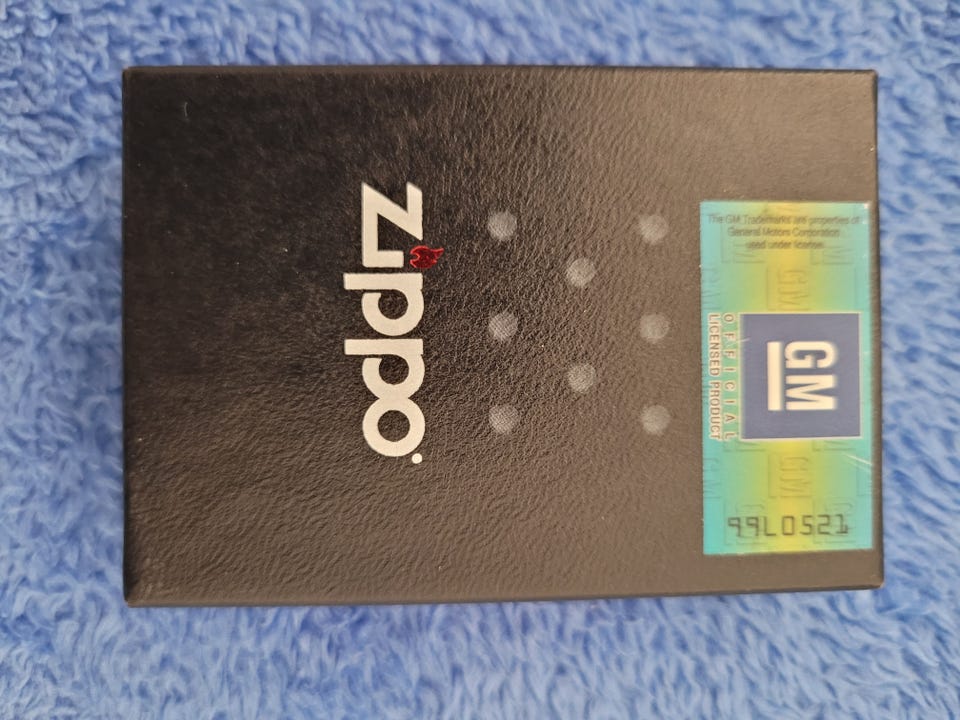 zippo
The GM Trademarks are properties of
General Motors Corporation
used under license.
GM
OFFICIAL
LICENSED PRODUCT
99L0521